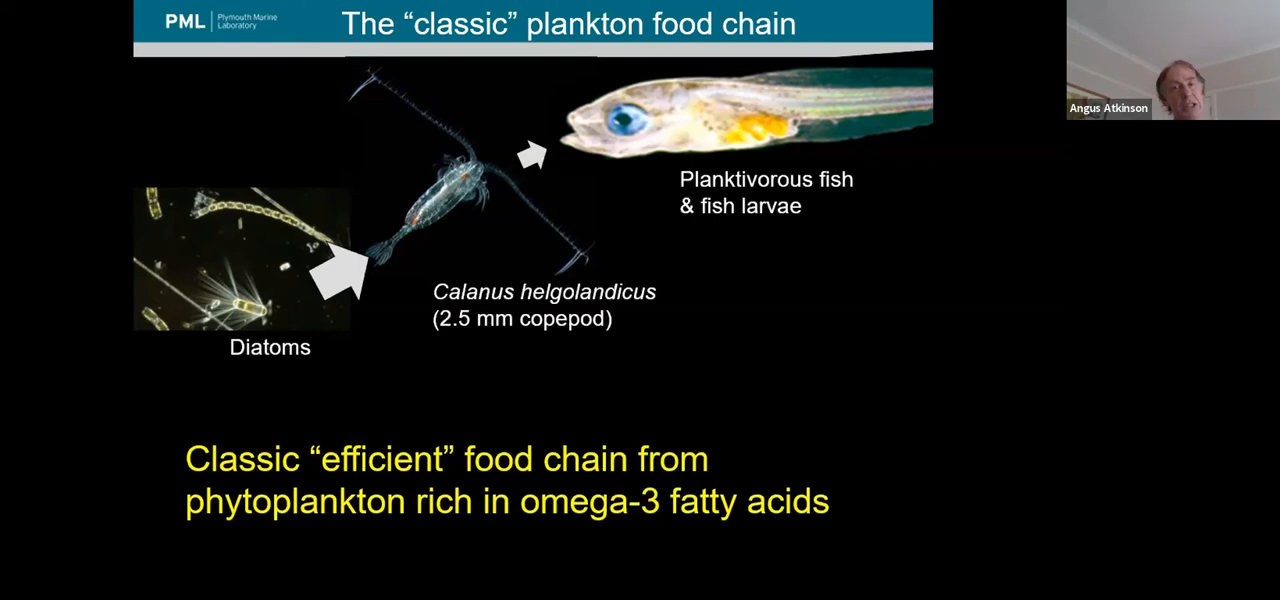 PML | Plymouth Marine
Laboratory
The “classic” plankton food chain
Angus Atkinson
Planktivorous fish
& fish larvae
Calanus helgolandicus
(2.5 mm copepod)
Diatoms
Classic “efficient” food chain from
phytoplankton rich in omega-3 fatty acids